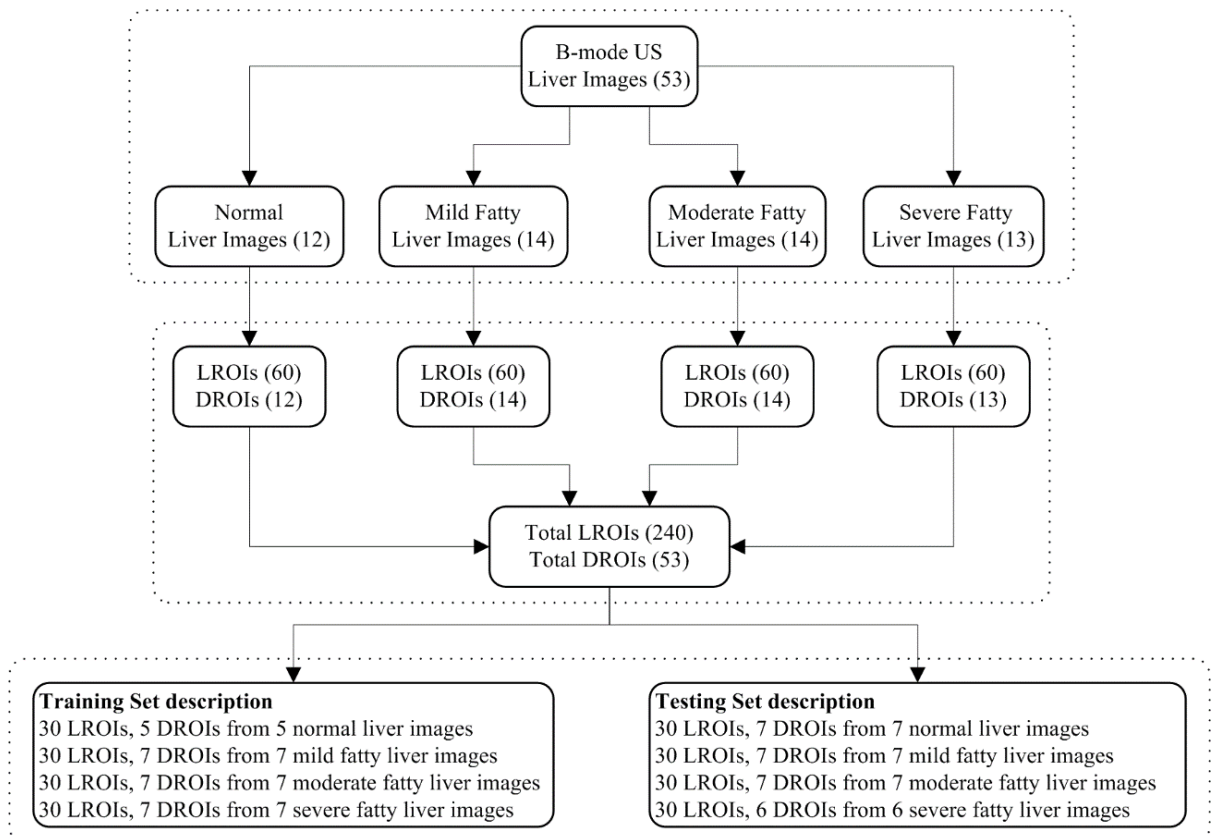 B-mode US
Liver Images (53)
Normal
Liver Images (12)
Mild Fatty
Liver Images (14)
Moderate Fatty
Liver Images (14)
Severe Fatty
Liver Images (13)
LROIs (60)
DROIs (12)
LROIs (60)
DROIs (14)
LROIs (60)
DROIs (14)
LROIs (60)
DROIs (13)
Total LROIs (240)
Total DROIs (53)
Training Set description
30 LROIs, 5 DROIs from 5 normal liver images
30 LROIs, 7 DROIs from 7 mild fatty liver images
30 LROIs, 7 DROIs from 7 moderate fatty liver images
30 LROIs, 7 DROIs from 7 severe fatty liver images
Testing Set description
30 LROIs, 7 DROIs from 7 normal liver images
30 LROIs, 7 DROIs from 7 mild fatty liver images
30 LROIs, 7 DROIs from 7 moderate fatty liver images
30 LROIs, 6 DROIs from 6 severe fatty liver images